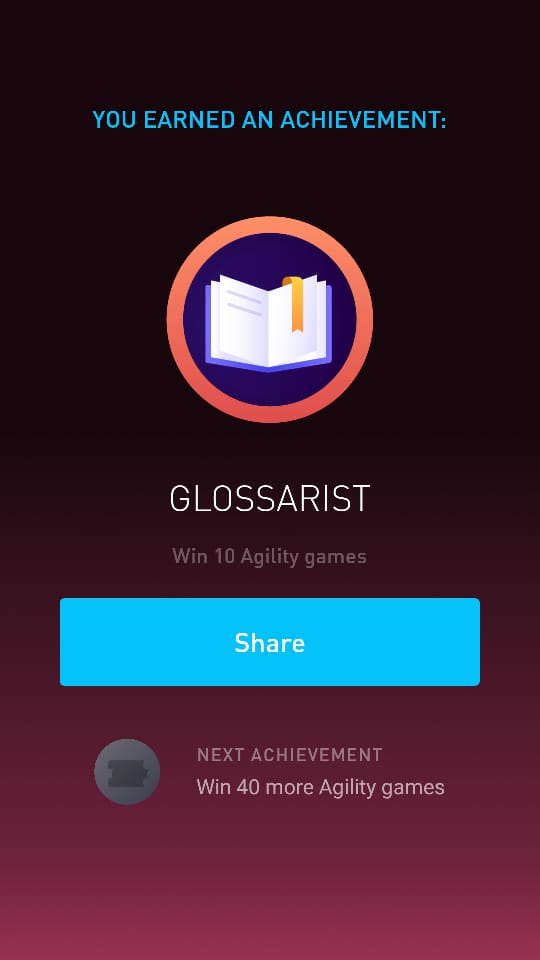 YOU EARNED AN ACHIEVEMENT:
GLOSSARIST
Win 10 Agility games
Share
NEXT ACHIEVEMENT
Win 40 more Agility games